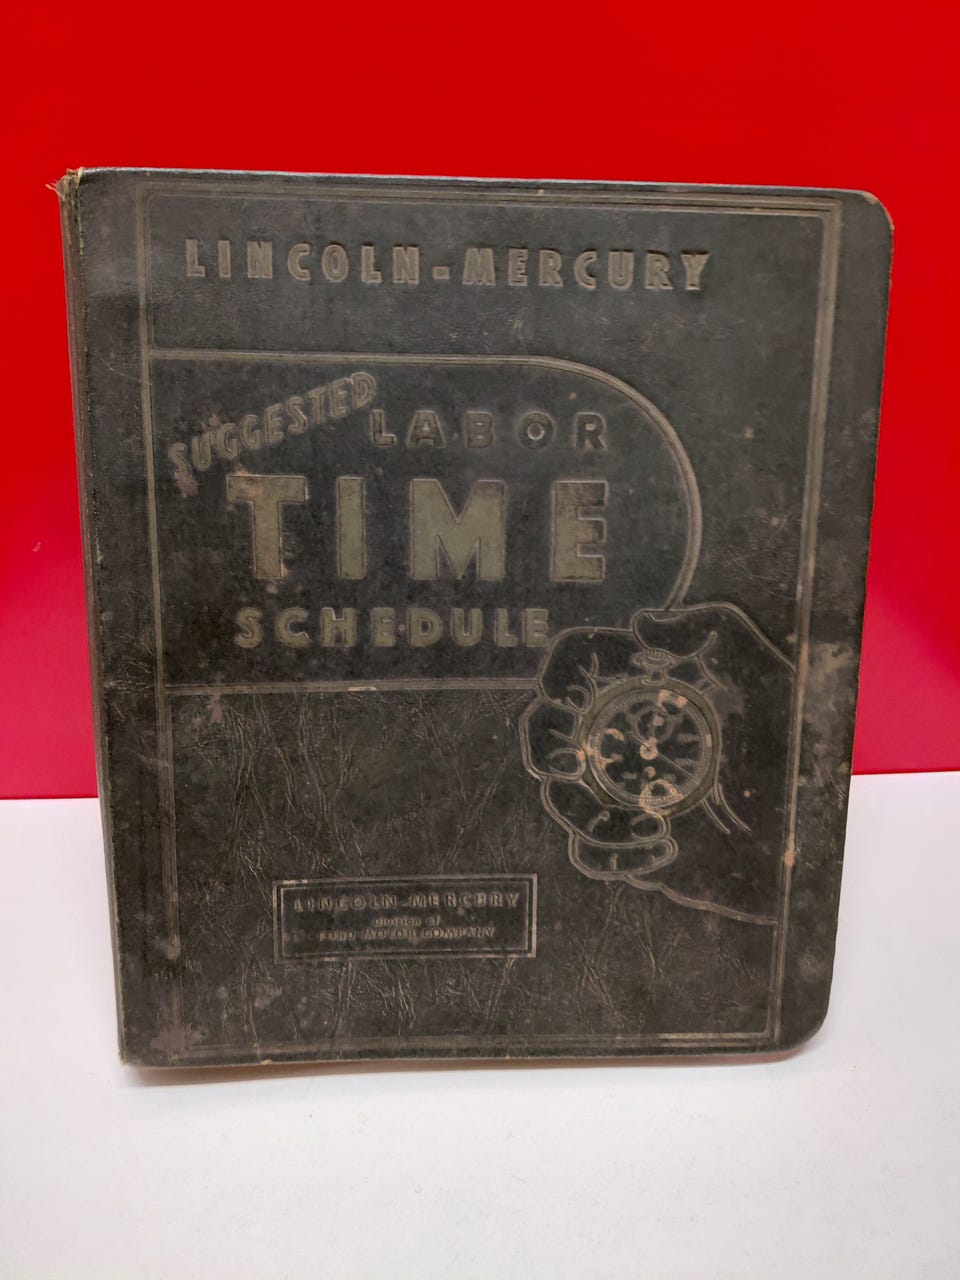 LINCOLN-MERCURY
SUGGESTED
LABOR
TIME
SCHEDULE
LINCOLN-MERCURY
Division of
FORD MOTOR COMPANY